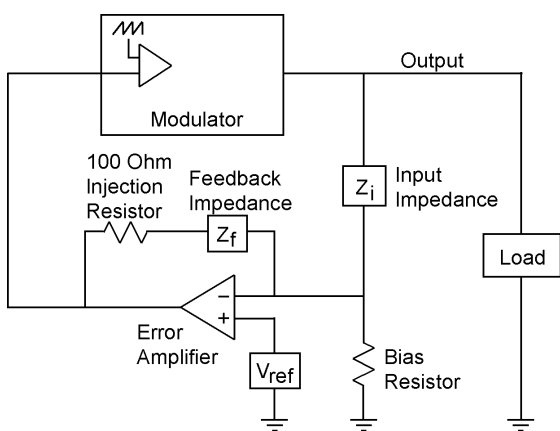 Output
Modulator
100 Ohm
Injection
Resistor
Feedback
Impedance
Zf
Zi
Input
Impedance
Load
−
+
Error
Amplifier
Vref
Bias
Resistor